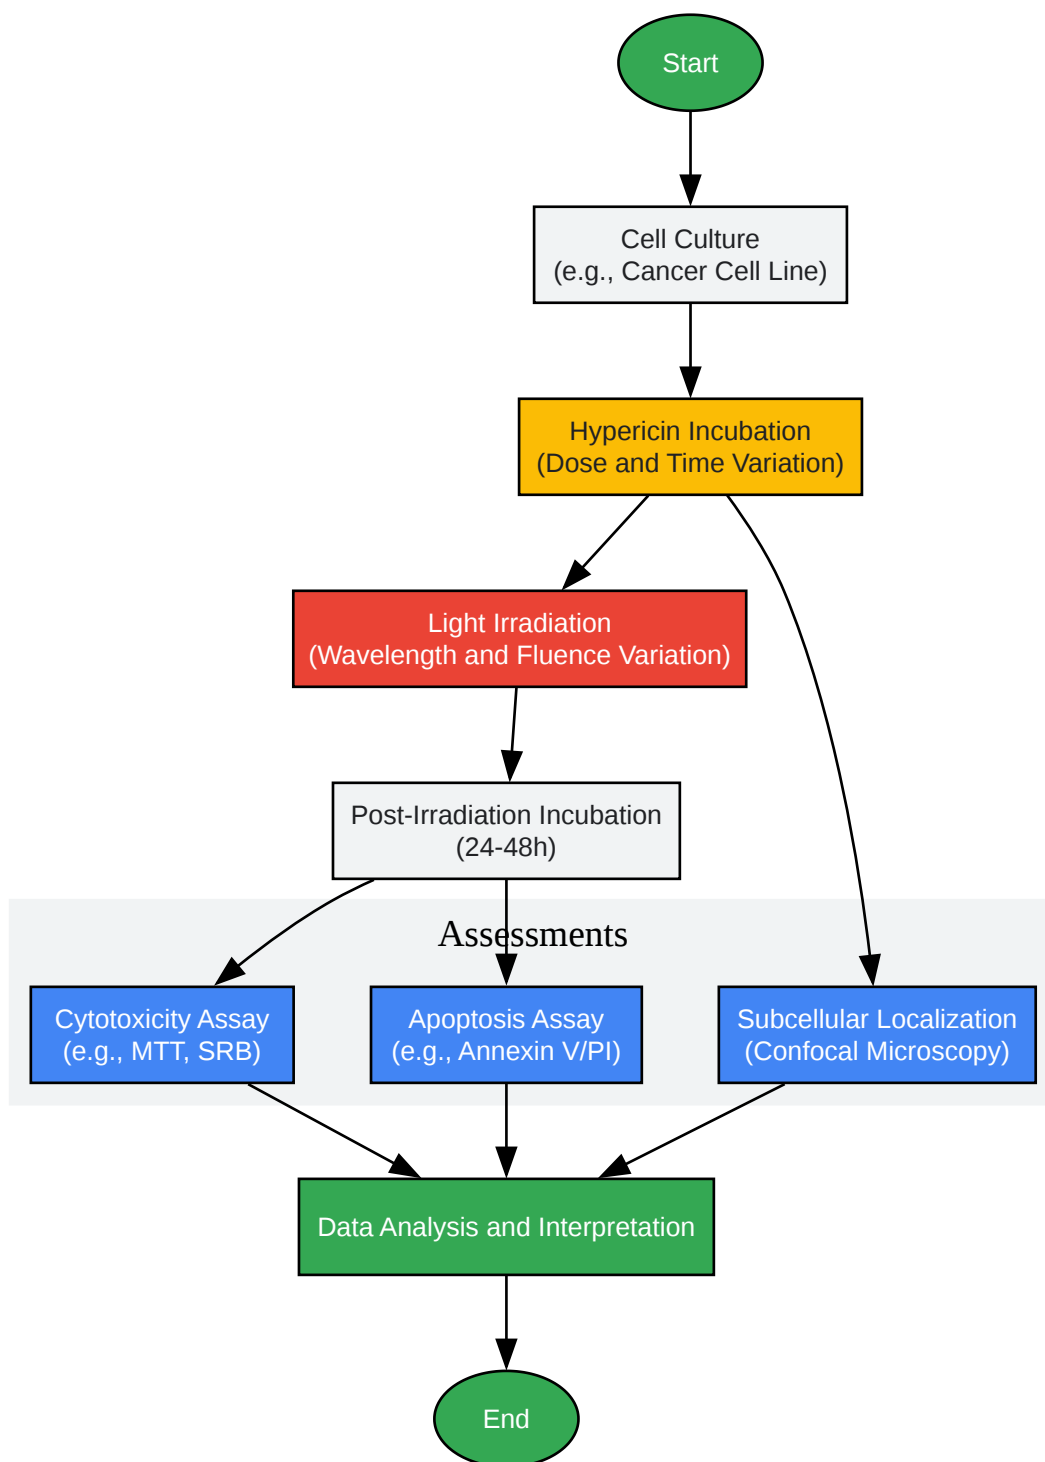 Start
Cell Culture
(e.g., Cancer Cell Line)
Hypericin Incubation
(Dose and Time Variation)
Light Irradiation
(Wavelength and Fluence Variation)
Post-Irradiation Incubation
(24-48h)
Assessments
Cytotoxicity Assay
(e.g., MTT, SRB)
Apoptosis Assay
(e.g., Annexin V/PI)
Subcellular Localization
(Confocal Microscopy)
Data Analysis and Interpretation
End